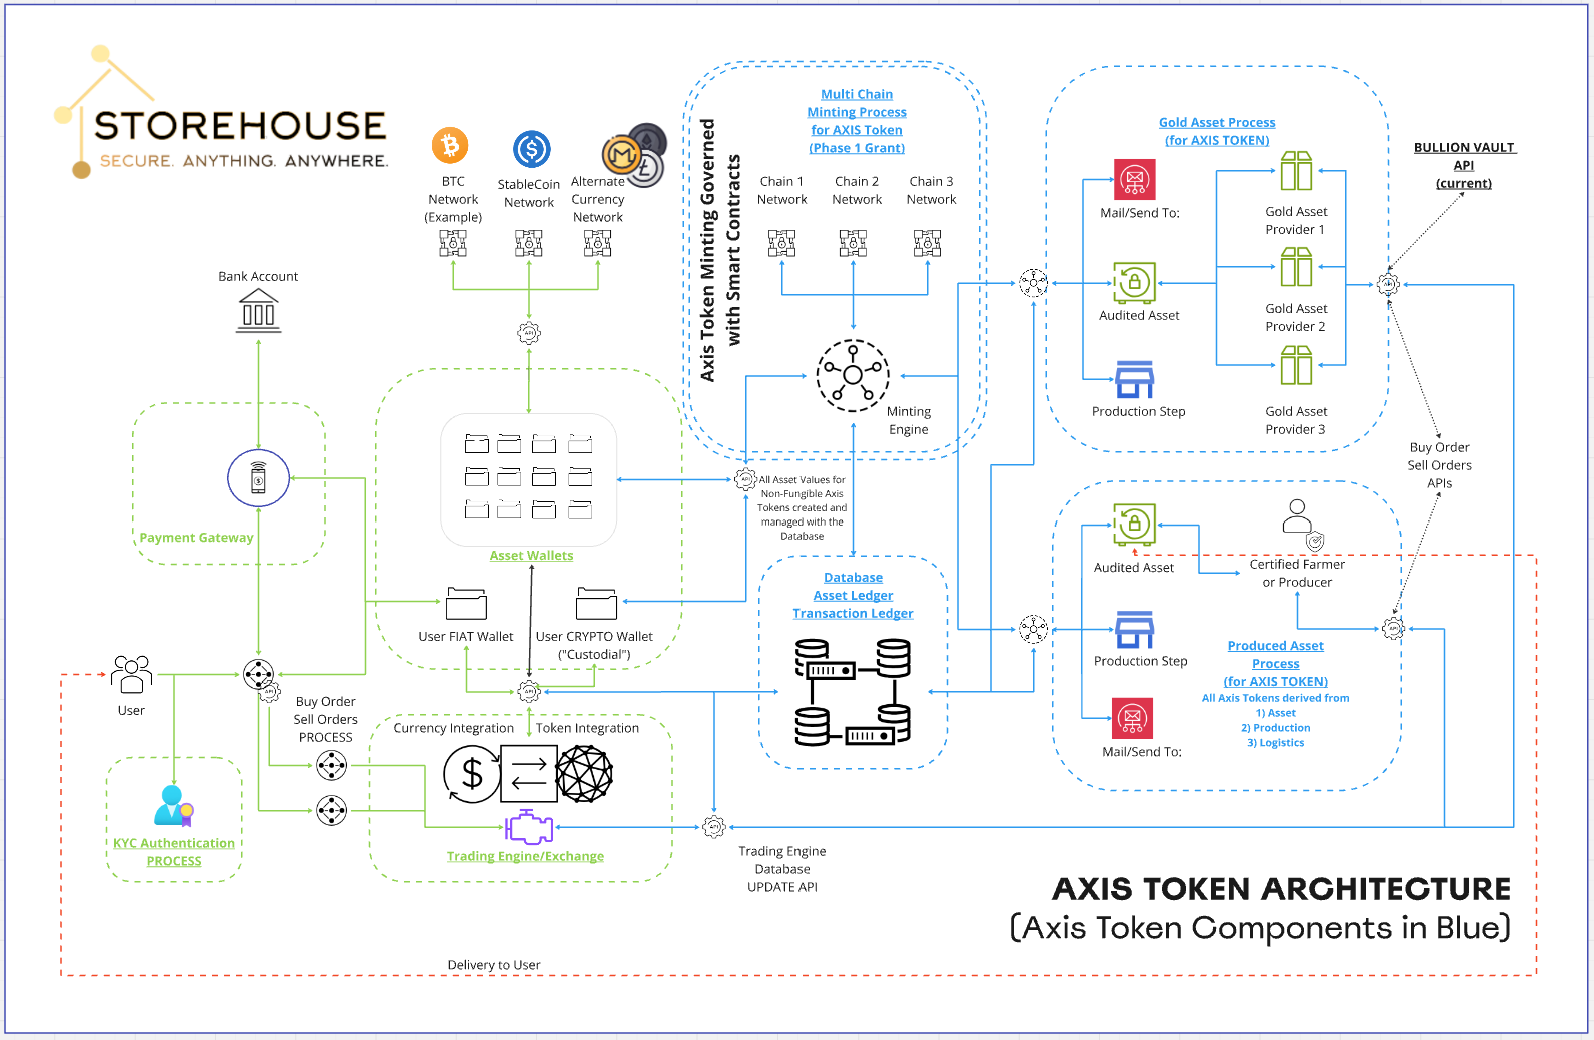 STOREHOUSE
SECURE. ANYTHING. ANYWHERE.
BTC
Network
(Example)
StableCoin
Network
Alternate
Currency
Network
Axis Token Minting Governed
with Smart Contracts
Multi Chain
Minting Process
for AXIS Token
(Phase 1 Grant)
Chain 1
Network
Chain 2
Network
Chain 3
Network
Minting
Engine
Gold Asset Process
(for AXIS TOKEN)
Mail/Send To:
Audited Asset
Production Step
Gold Asset
Provider 1
Gold Asset
Provider 2
Gold Asset
Provider 3
BULLION VAULT
API
(current)
API
Buy Order
Sell Orders
APIs
Bank Account
API
Payment Gateway
Asset Wallets
User FIAT Wallet
User CRYPTO Wallet
("Custodial")
API
All Asset Values for
Non-Fungible Axis
Tokens created and
managed with the
Database
Database
Asset Ledger
Transaction Ledger
Audited Asset
Certified Farmer
or Producer
Production Step
Mail/Send To:
API
Produced Asset
Process
(for AXIS TOKEN)
All Axis Tokens derived from
1) Asset
2) Production
3) Logistics
User
API
Buy Order
Sell Orders
PROCESS
API
Currency Integration
Token Integration
Trading Engine/Exchange
KYC Authentication
PROCESS
API
Trading Engine
Database
UPDATE API
AXIS TOKEN ARCHITECTURE
(Axis Token Components in Blue)
Delivery to User